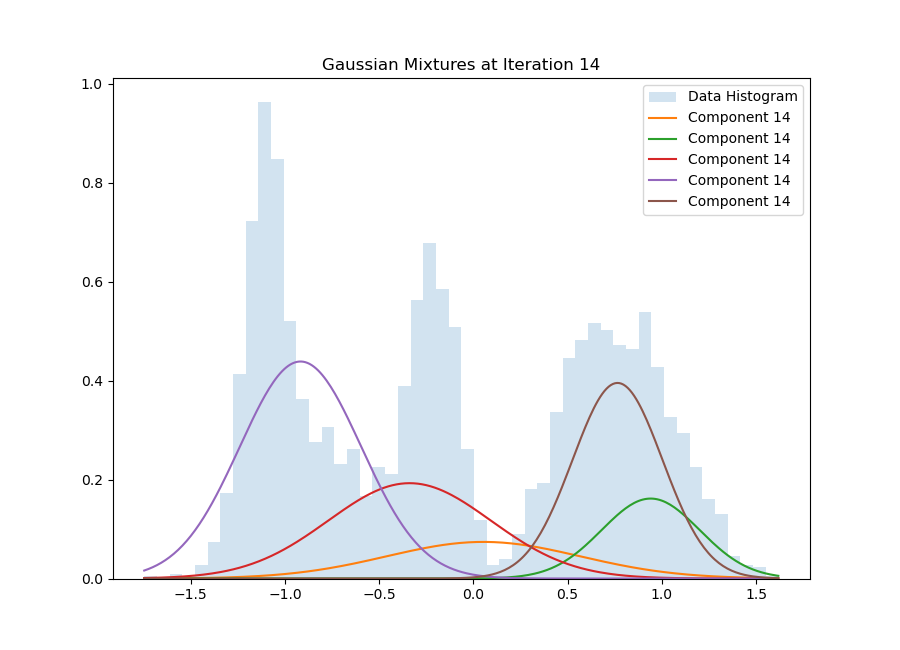 Gaussian Mixtures at Iteration 14
1.0
0.8
0.6
0.4
0.2
0.0
Data Histogram
Component 14
Component 14
Component 14
Component 14
Component 14
−1.5 −1.0 −0.5 0.0 0.5 1.0 1.5